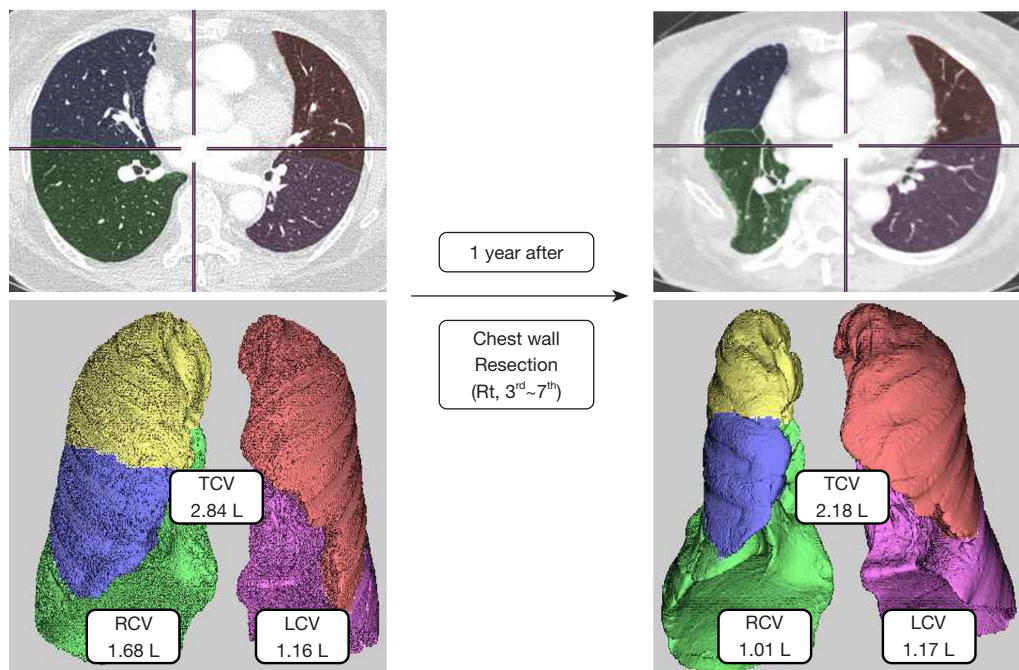 1 year after
Chest wall
Resection
(Rt, 3rd~7th)
TCV
2.84 L
RCV
1.68 L
LCV
1.16 L
TCV
2.18 L
RCV
1.01 L
LCV
1.17 L